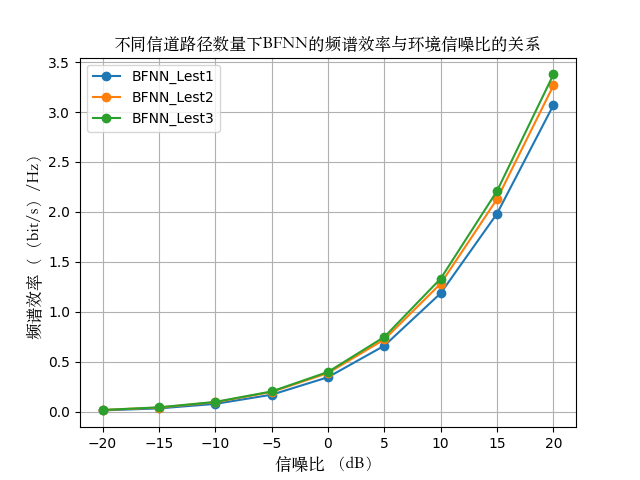 不同信道路径数量下BFNN的频谱效率与环境信噪比的关系
BFNN_Lest1
BFNN_Lest2
BFNN_Lest3
频谱效率（（bit/s）/Hz）
3.5
3.0
2.5
2.0
1.5
1.0
0.5
0.0
−20 −15 −10 −5 0 5 10 15 20
信噪比 （dB）